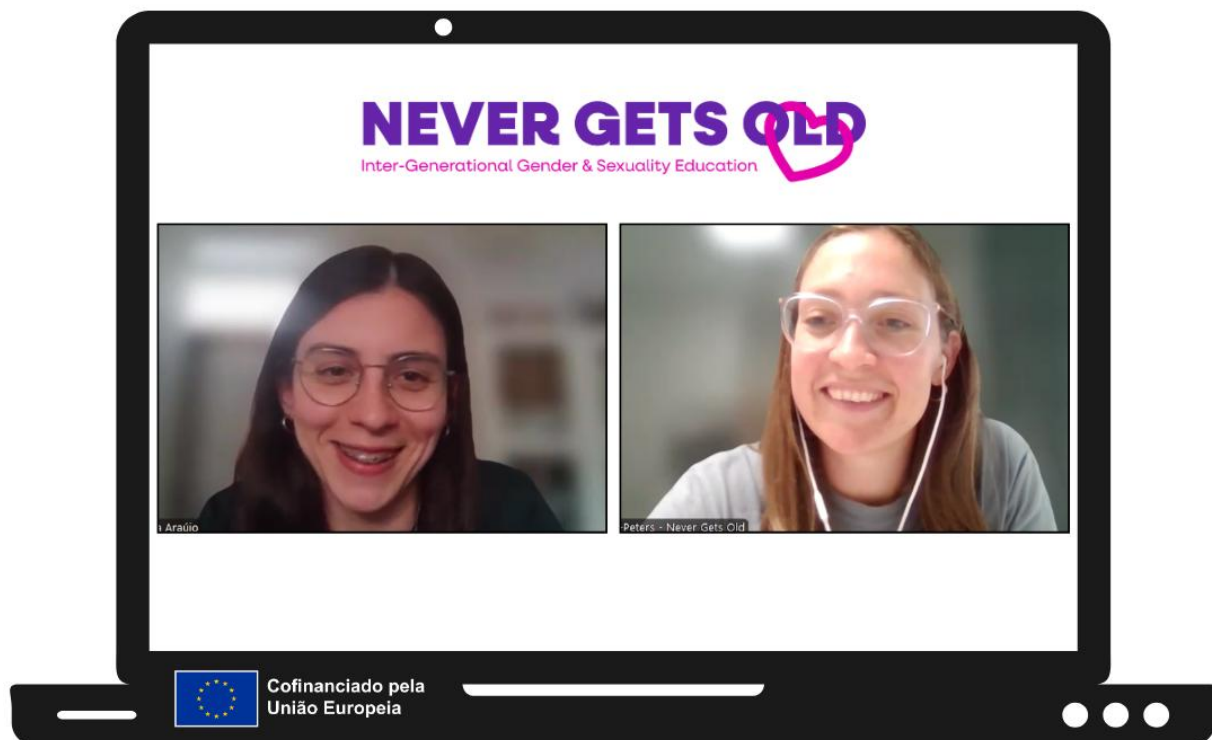 NEVER GETS OLD
Inter-Generational Gender & Sexuality Education
a Araújo
-Peters - Never Gets Old
Cofinanciado pela
União Europeia